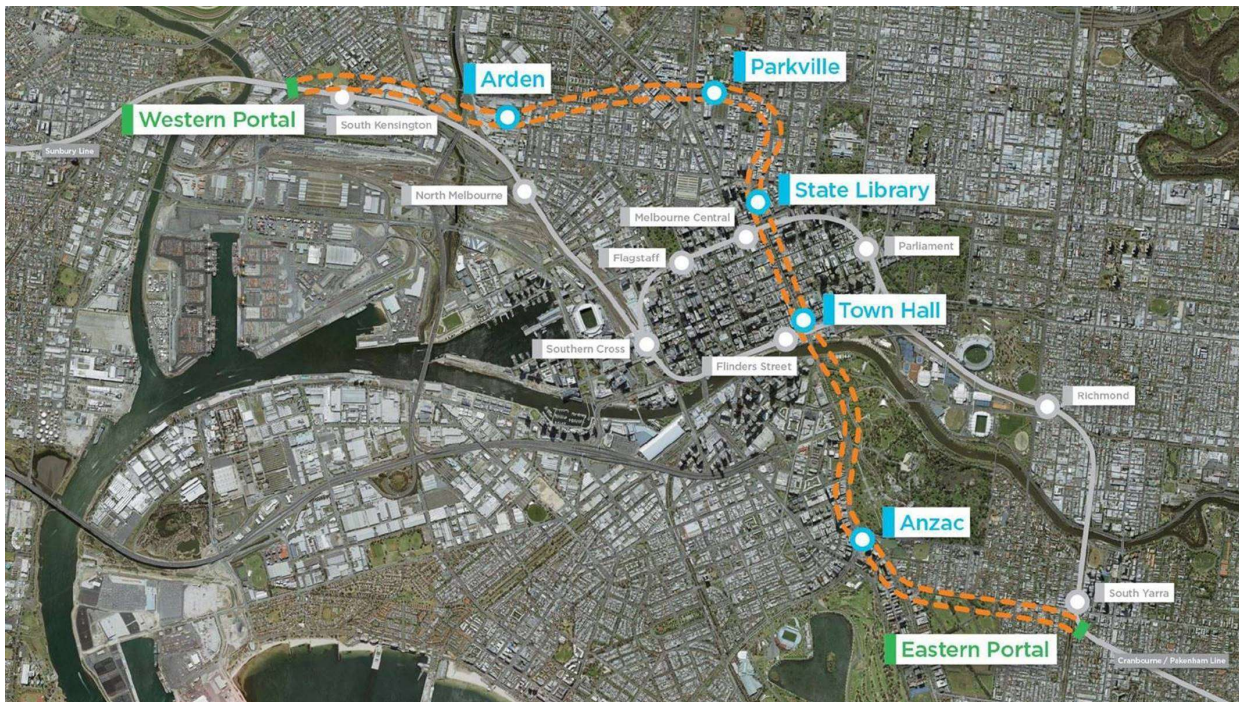 Parkville
Arden
Western Portal
South Kensington
Sunbury Line
North Melbourne
State Library
Melbourne Central
Parliament
Flagstaff
Town Hall
Southern Cross
Flinders Street
Richmond
Anzac
South Yarra
Eastern Portal
Cranbourne / Pakenham Line